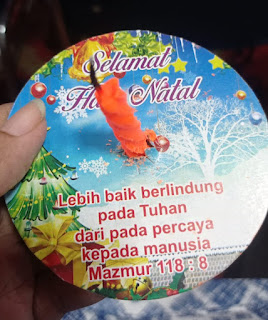 Selamat
Natal
Lebih baik berlindung
pada Tuhan
dari pada percaya
kepada manusia
Mazmur 118 : 8